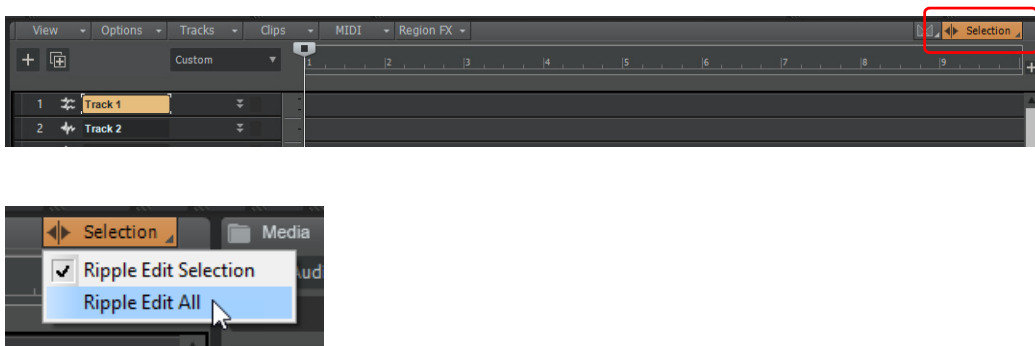 View Options Tracks Clips MIDI Region FX Selection
Custom 1 2 3 4 5 6 7 8 9
1 Track 1
2 Track 2
Selection Media
Ripple Edit Selection Audi
Ripple Edit All